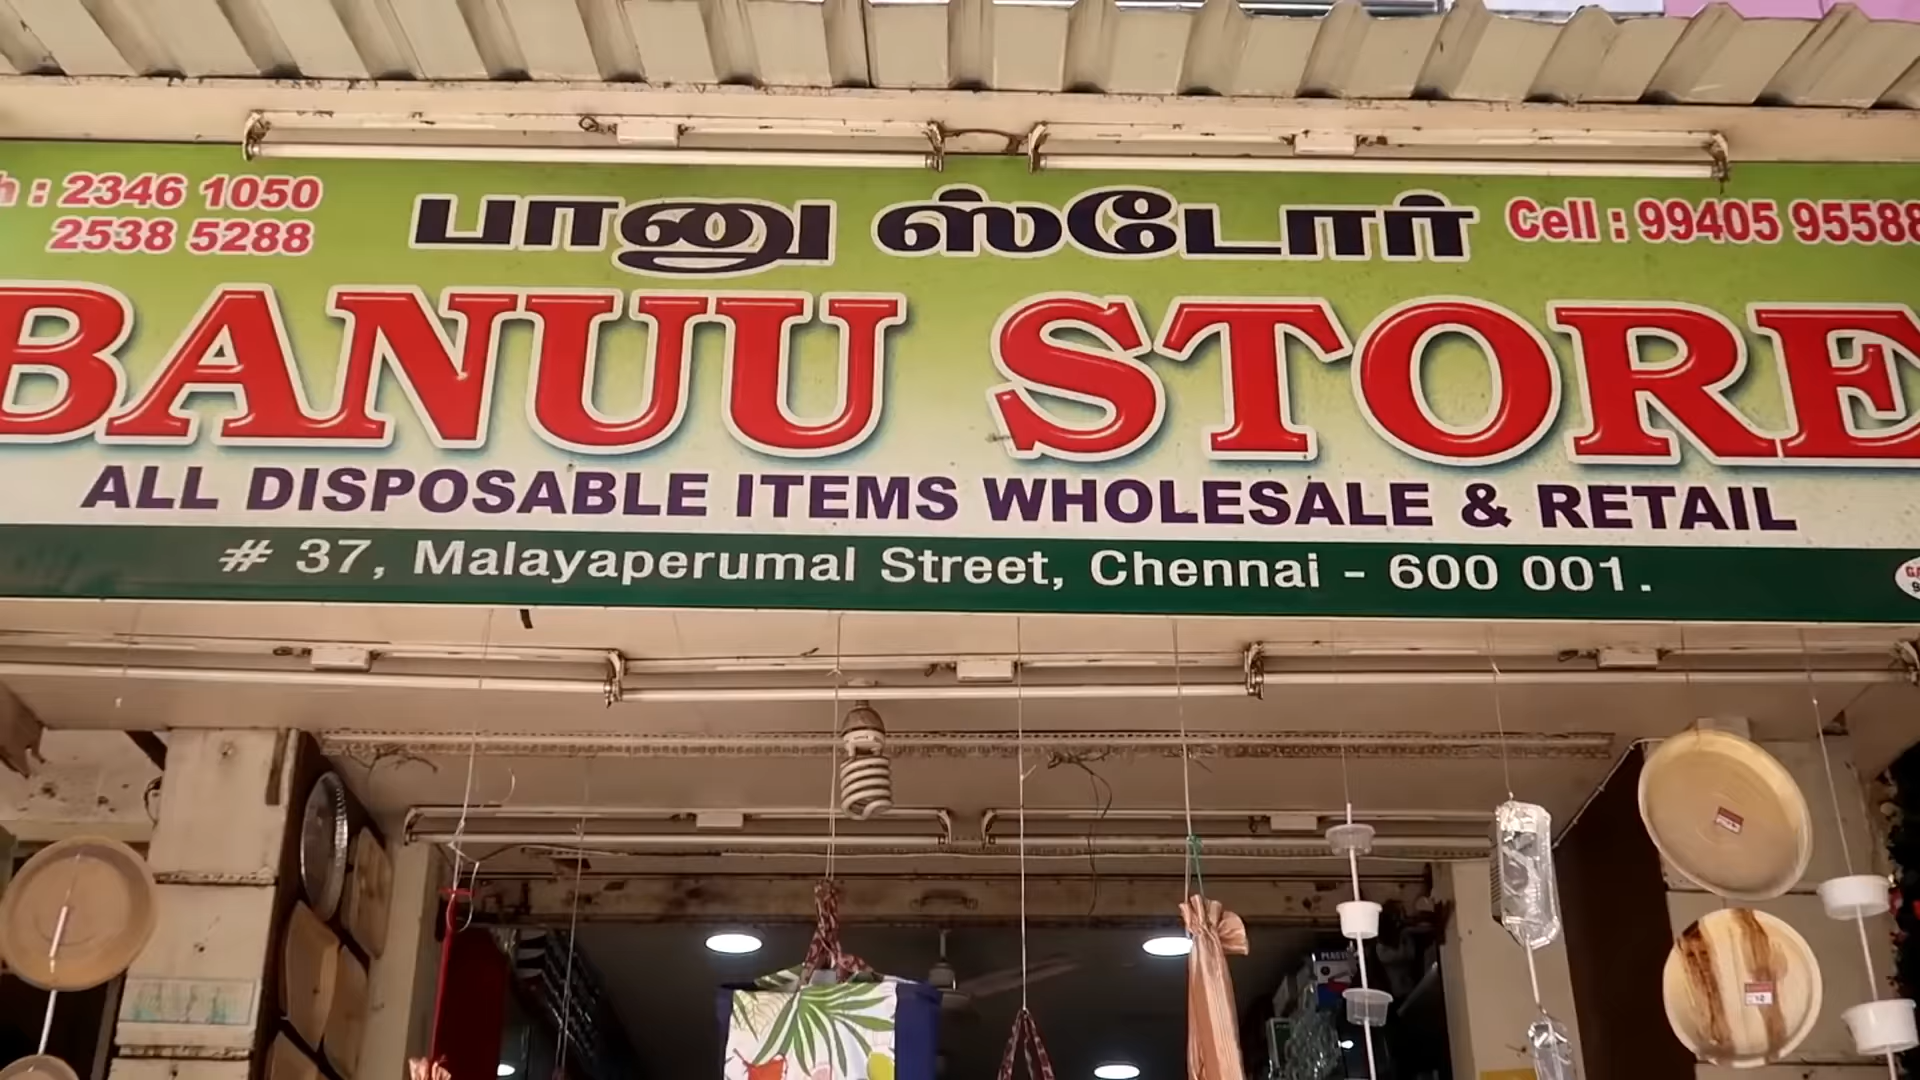 h : 2346 1050
2538 5288
பானு ஸ்டோர்
Cell : 99405 95588
BANUU STORE
ALL DISPOSABLE ITEMS WHOLESALE & RETAIL
# 37, Malayaperumal Street, Chennai - 600 001.